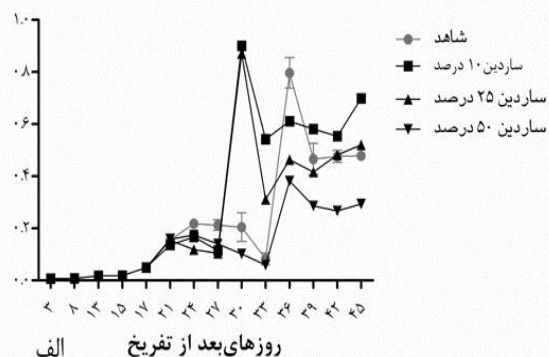 شاهد
ساردین۱۰ درصد
ساردین ۲۵ درصد
ساردین ۵۰ درصد
۱.۰
۰.۸
۰.۶
۰.۴
۰.۲
۰.۰
۳ ۸ ۱۳ ۱۵ ۱۷ ۲۱ ۲۴ ۲۷ ۳۰ ۳۳ ۳۶ ۳۹ ۴۲ ۴۵
روزهای‌بعد از تفریخ
الف